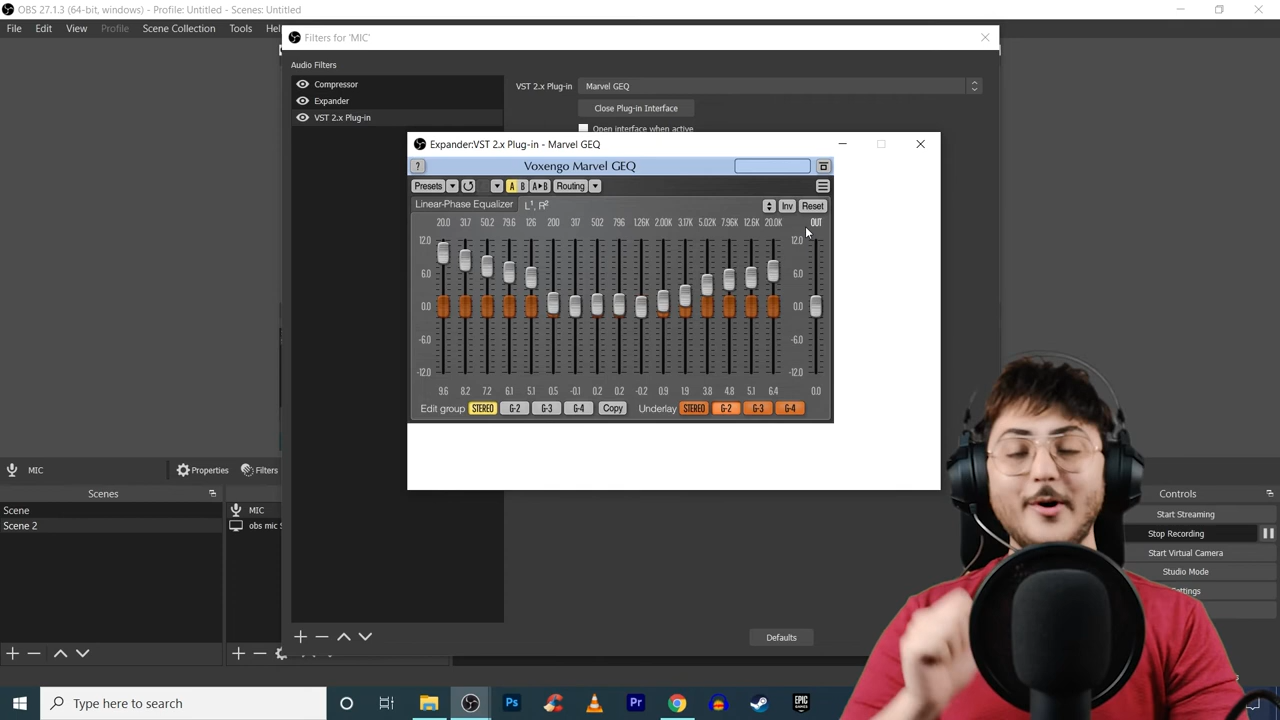 OBS 27.1.3 (64-bit, windows) - Profile: Untitled - Scenes: Untitled
File Edit View Profile Scene Collection Tools
Filters for 'MIC'
Audio Filters
Compressor
Expander
VST 2.x Plug-in
VST 2.x Plug-in Marvel GEQ
Close Plug-in Interface
Open interface when active
Expander:VST 2.x Plug-in - Marvel GEQ
? Voxengo Marvel GEQ
Presets A B A▸B Routing
Linear-Phase Equalizer L¹, R² Inv Reset
20.0 31.7 50.2 79.6 126 200 317 502 796 1.26K 2.00K 3.17K 5.02K 7.96K 12.6K 20.0K OUT
12.0 12.0
6.0 6.0
0.0 0.0
-6.0 -6.0
-12.0 -12.0
9.6 8.2 7.2 6.1 5.1 0.5 -0.1 0.2 0.2 -0.2 0.9 1.9 3.8 4.8 5.1 6.4 0.0
Edit group STEREO G-2 G-3 G-4 Copy Underlay STEREO G-2 G-3 G-4
MIC Properties Filters
Scenes
Scene
Scene 2
MIC
obs mic
Controls
Start Streaming
Stop Recording
Start Virtual Camera
Studio Mode
Defaults
Type here to search
Ps
Pr
EPIC GAMES